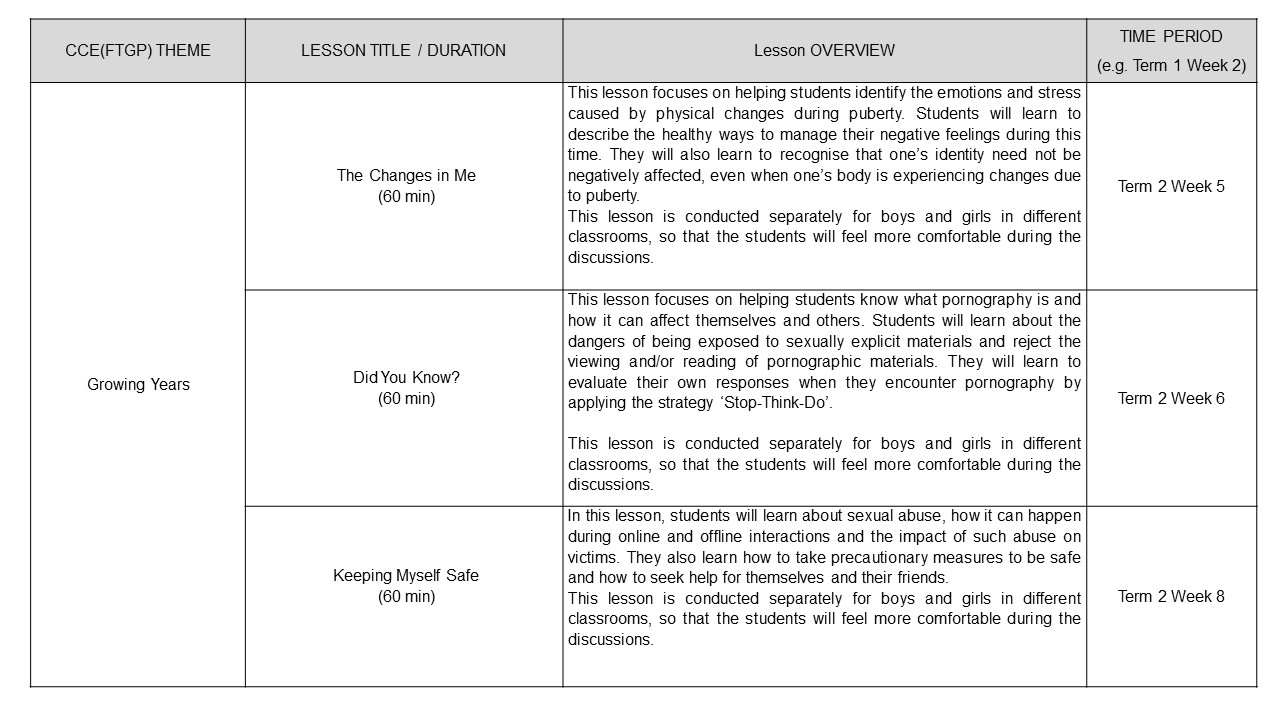 CCE(FTGP) THEME
LESSON TITLE / DURATION
Lesson OVERVIEW
TIME PERIOD
(e.g. Term 1 Week 2)
Growing Years
The Changes in Me
(60 min)
This lesson focuses on helping students identify the emotions and stress
caused by physical changes during puberty. Students will learn to
describe the healthy ways to manage their negative feelings during this
time. They will also learn to recognise that one’s identity need not be
negatively affected, even when one’s body is experiencing changes due
to puberty.
This lesson is conducted separately for boys and girls in different
classrooms, so that the students will feel more comfortable during the
discussions.
Term 2 Week 5
Did You Know?
(60 min)
This lesson focuses on helping students know what pornography is and
how it can affect themselves and others. Students will learn about the
dangers of being exposed to sexually explicit materials and reject the
viewing and/or reading of pornographic materials. They will learn to
evaluate their own responses when they encounter pornography by
applying the strategy ‘Stop-Think-Do’.
This lesson is conducted separately for boys and girls in different
classrooms, so that the students will feel more comfortable during the
discussions.
Term 2 Week 6
Keeping Myself Safe
(60 min)
In this lesson, students will learn about sexual abuse, how it can happen
during online and offline interactions and the impact of such abuse on
victims. They also learn how to take precautionary measures to be safe
and how to seek help for themselves and their friends.
This lesson is conducted separately for boys and girls in different
classrooms, so that the students will feel more comfortable during the
discussions.
Term 2 Week 8